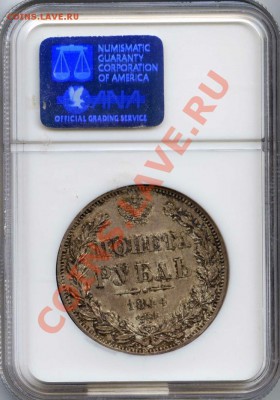 COINS.LAVE.RU
NUMISMATIC
GUARANTY
CORPORATION
OF AMERICA
ANA
OFFICIAL GRADING SERVICE
COINS.LAVE.RU
МОНЕТА
РУБЛЬ
COINS.LAVE.RU